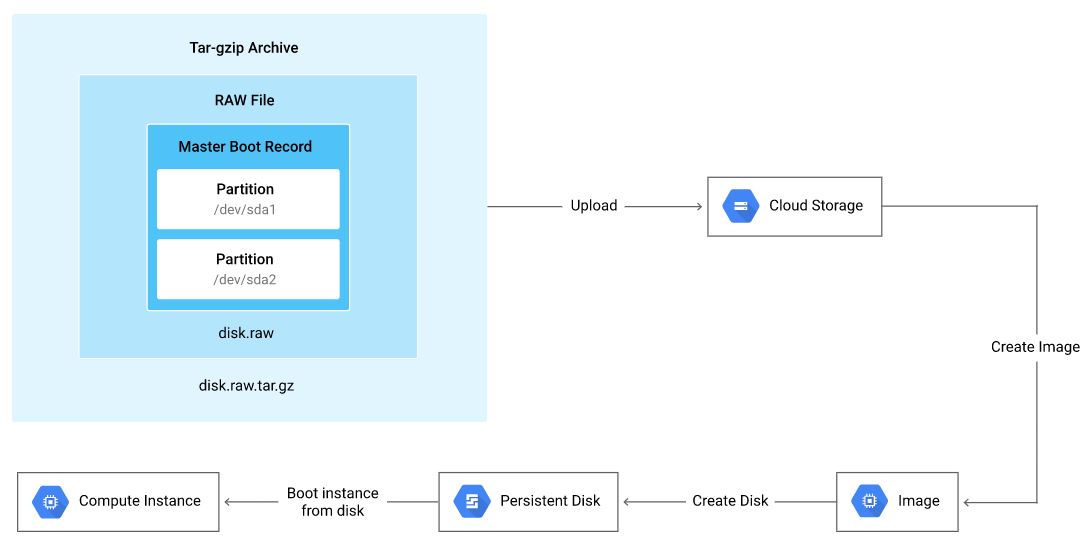 Tar-gzip Archive
RAW File
Master Boot Record
Partition
/dev/sda1
Partition
/dev/sda2
disk.raw
disk.raw.tar.gz
Upload
Cloud Storage
Create Image
Image
Create Disk
Persistent Disk
Boot instance
from disk
Compute Instance